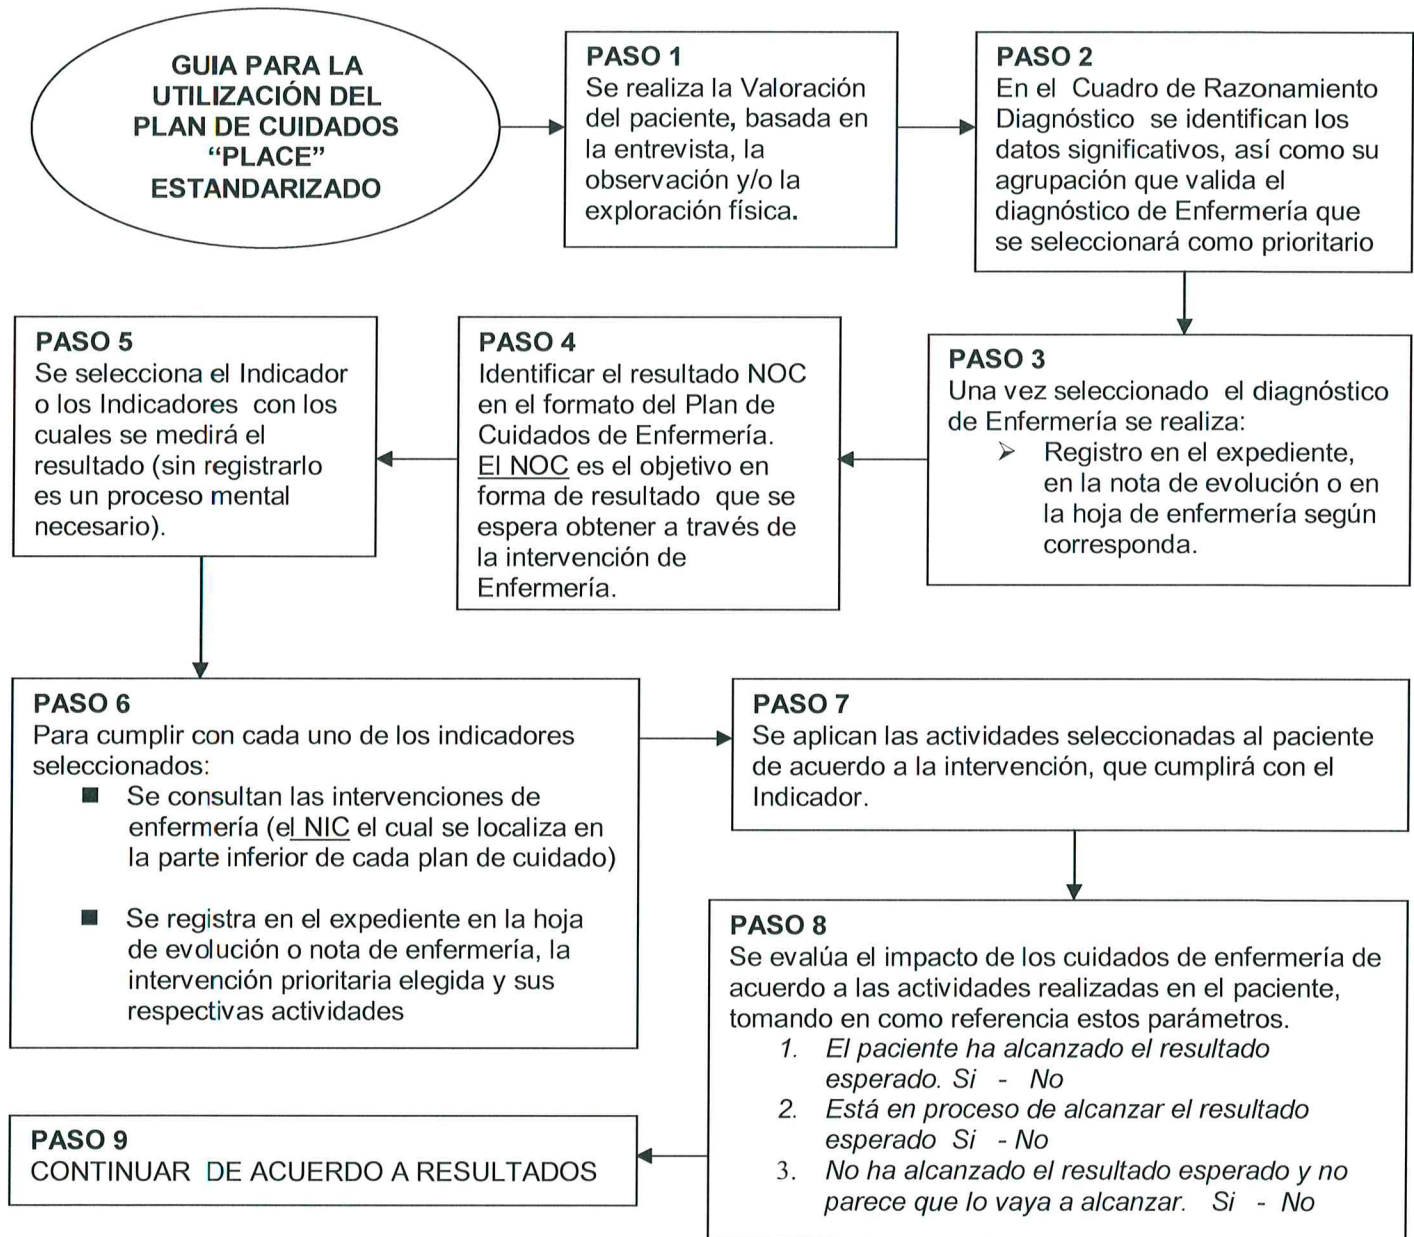 GUIA PARA LA
UTILIZACIÓN DEL
PLAN DE CUIDADOS
“PLACE”
ESTANDARIZADO
PASO 1
Se realiza la Valoración
del paciente, basada en
la entrevista, la
observación y/o la
exploración física.
PASO 2
En el Cuadro de Razonamiento
Diagnóstico se identifican los
datos significativos, así como su
agrupación que valida el
diagnóstico de Enfermería que
se seleccionará como prioritario
PASO 3
Una vez seleccionado el diagnóstico
de Enfermería se realiza:
➢ Registro en el expediente,
en la nota de evolución o en
la hoja de enfermería según
corresponda.
PASO 4
Identificar el resultado NOC
en el formato del Plan de
Cuidados de Enfermería.
El NOC es el objetivo en
forma de resultado que se
espera obtener a través de
la intervención de
Enfermería.
PASO 5
Se selecciona el Indicador
o los Indicadores con los
cuales se medirá el
resultado (sin registrarlo
es un proceso mental
necesario).
PASO 6
Para cumplir con cada uno de los indicadores
seleccionados:
■ Se consultan las intervenciones de
enfermería (el NIC el cual se localiza en
la parte inferior de cada plan de cuidado)
■ Se registra en el expediente en la hoja
de evolución o nota de enfermería, la
intervención prioritaria elegida y sus
respectivas actividades
PASO 7
Se aplican las actividades seleccionadas al paciente
de acuerdo a la intervención, que cumplirá con el
Indicador.
PASO 8
Se evalúa el impacto de los cuidados de enfermería de
acuerdo a las actividades realizadas en el paciente,
tomando en como referencia estos parámetros.
1. El paciente ha alcanzado el resultado
esperado. Si - No
2. Está en proceso de alcanzar el resultado
esperado Si - No
3. No ha alcanzado el resultado esperado y no
parece que lo vaya a alcanzar. Si - No
PASO 9
CONTINUAR DE ACUERDO A RESULTADOS